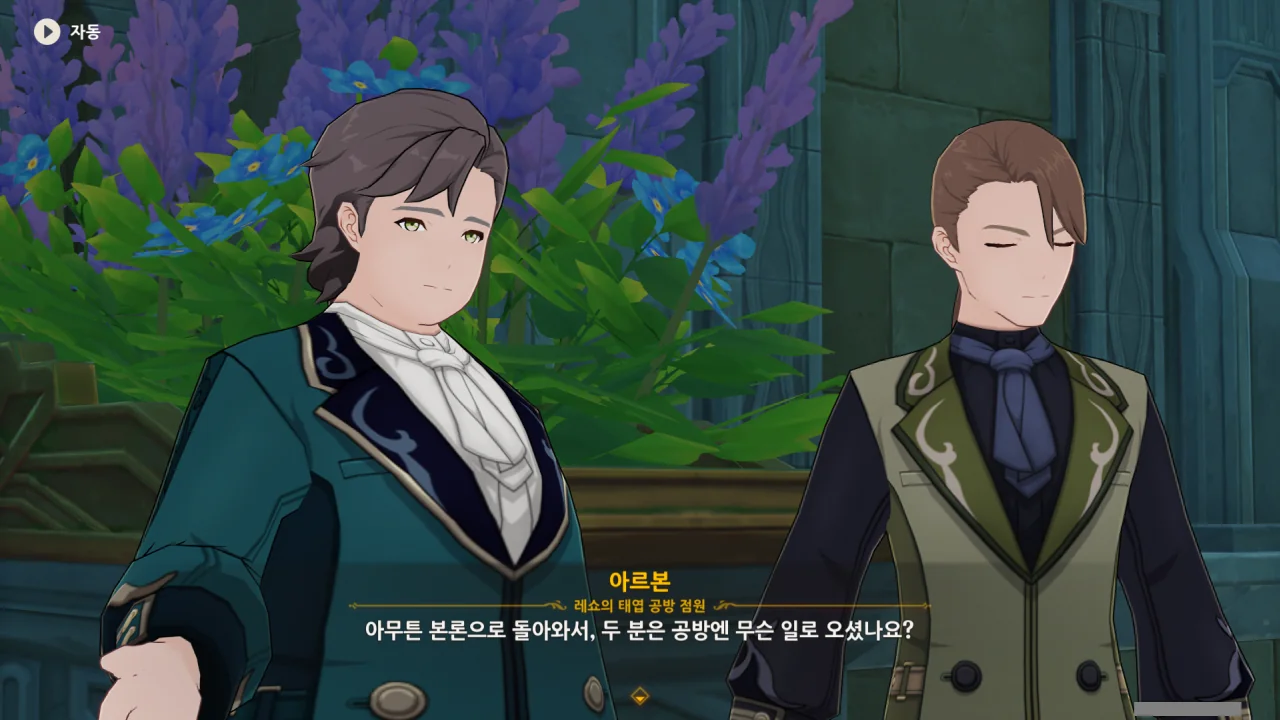 자동
아르본
레쇼의 태엽 공방 점원
아무튼 본론으로 돌아와서, 두 분은 공방엔 무슨 일로 오셨나요?